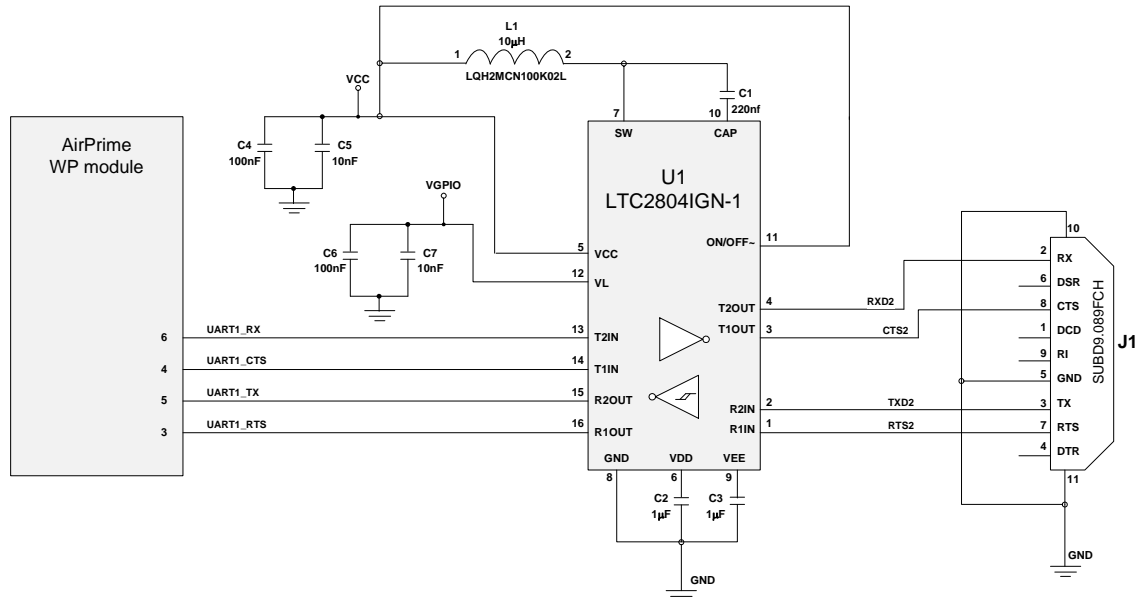 L1
10µH
1 2
LQH2MCN100K02L
VCC
C1
220nf
7 10
SW CAP
AirPrime
WP module
C4
100nF
C5
10nF
U1
LTC2804IGN-1
VGPIO
ON/OFF~ 11
5 VCC
C6
100nF
C7
10nF
12 VL
10
2 RX
6 DSR
T2OUT 4 RXD2
8 CTS
T1OUT 3 CTS2
1 DCD
9 RI
5 GND
3 TX
7 RTS
4 DTR
11
SUBD9.089FCH
J1
6 UART1_RX 13 T2IN
4 UART1_CTS 14 T1IN
5 UART1_TX 15 R2OUT
3 UART1_RTS 16 R1OUT
R2IN 2 TXD2
R1IN 1 RTS2
GND VDD VEE
8 6 9
C2
1µF
C3
1µF
GND
GND